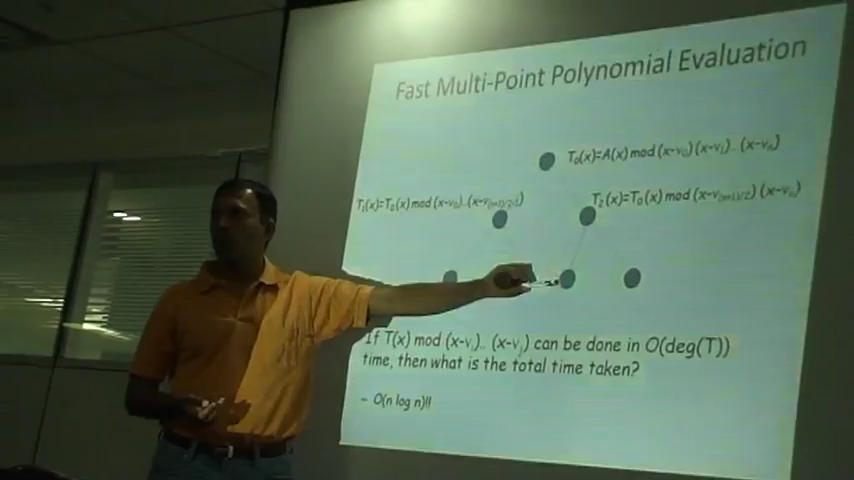 Fast Multi-Point Polynomial Evaluation
T₀(x)=A(x) mod (x-v₀)(x-v₁)..(x-vₙ)
T₁(x)=T₀(x) mod (x-v₀)..(x-v₍ₙ₊₁₎/₂₋₁)
T₂(x)=T₀(x) mod (x-v₍ₙ₊₁₎/₂)(x-vₙ)
If T(x) mod (x-vᵢ).. (x-vⱼ) can be done in O(deg(T))
time, then what is the total time taken?
- O(n log n)!!